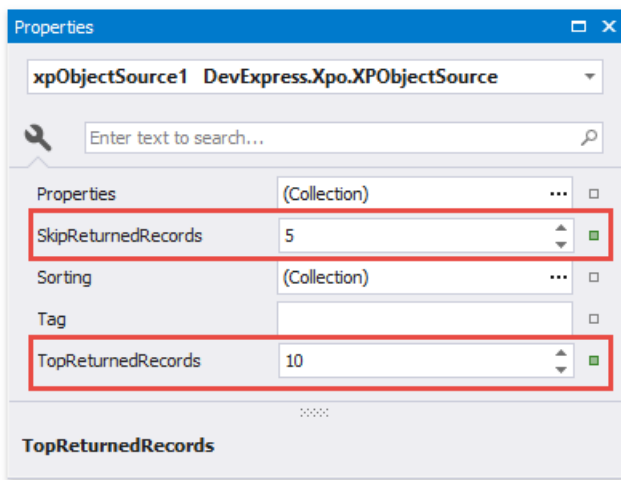 Properties
xpObjectSource1 DevExpress.Xpo.XPObjectSource
Enter text to search...
Properties (Collection) ...
SkipReturnedRecords 5
Sorting (Collection) ...
Tag
TopReturnedRecords 10
TopReturnedRecords